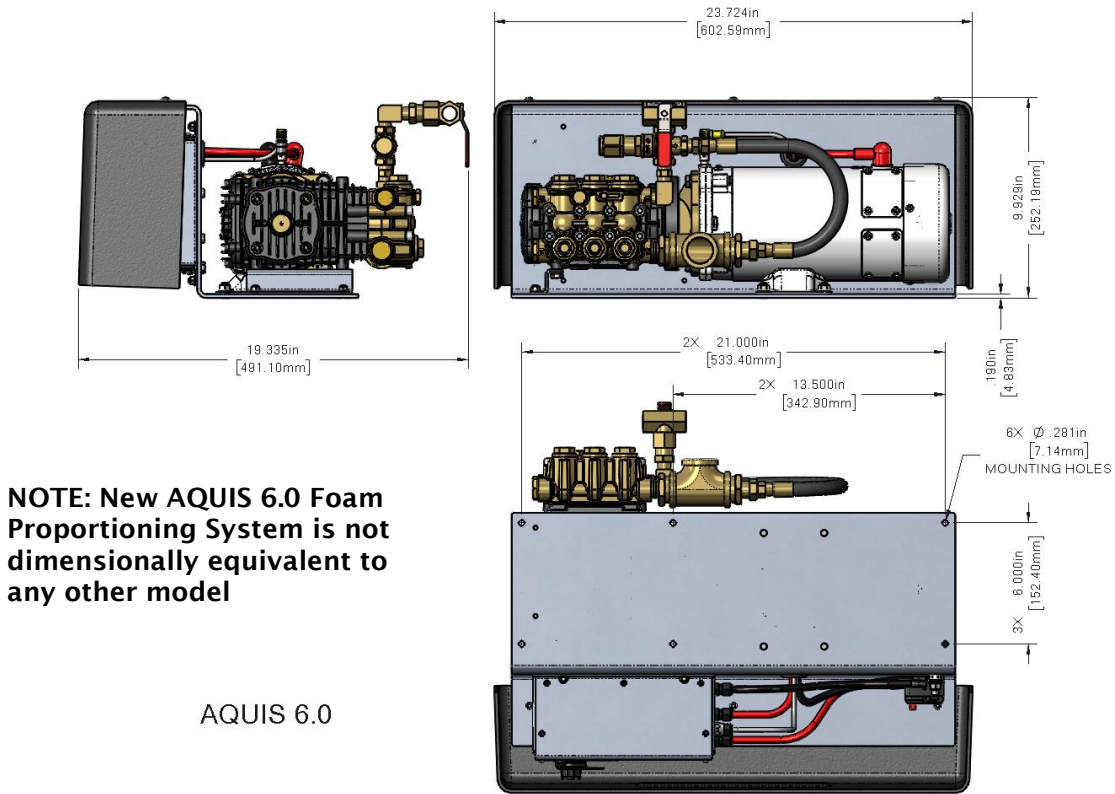 23.724in
[602.59mm]
9.929in
[252.19mm]
19.335in
[491.10mm]
.190in
[4.83mm]
2X 21.000in
[533.40mm]
2X 13.500in
[342.90mm]
6X Ø .281in
[7.14mm]
MOUNTING HOLES
3X 6.000in
[152.40mm]
NOTE: New AQUIS 6.0 Foam
Proportioning System is not
dimensionally equivalent to
any other model
AQUIS 6.0